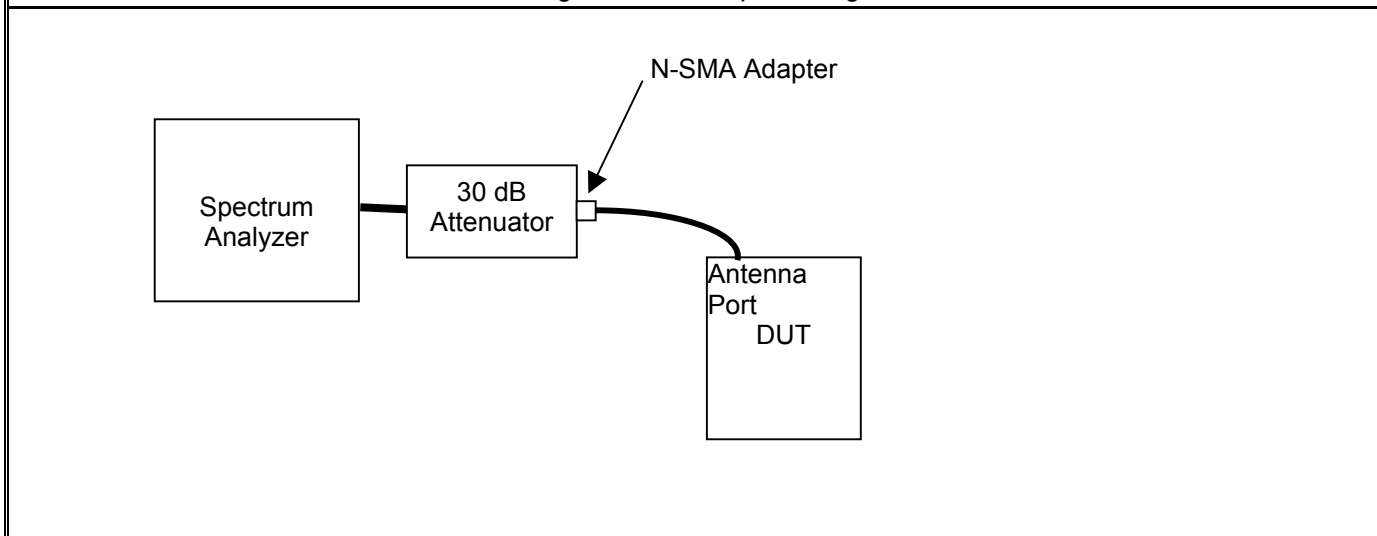 N-SMA Adapter
30 dB
Attenuator
Spectrum
Analyzer
Antenna
Port
DUT